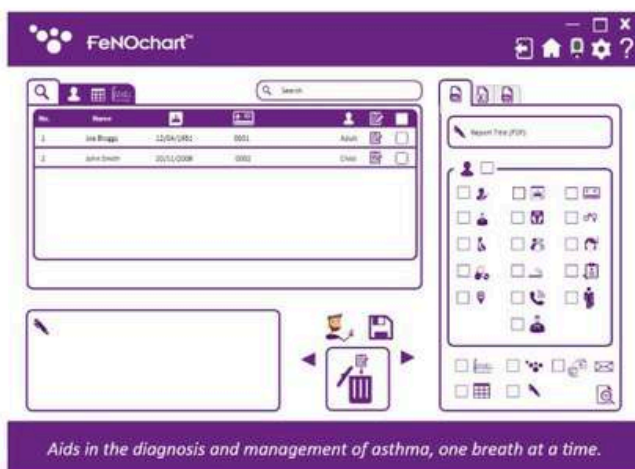 FeNOchart™
Search
No. Name
1 Joe Bloggs 12/04/1951 0001 Adult
2 John Smith 20/11/2008 0002 Child
Report Title (PDF)
Aids in the diagnosis and management of asthma, one breath at a time.